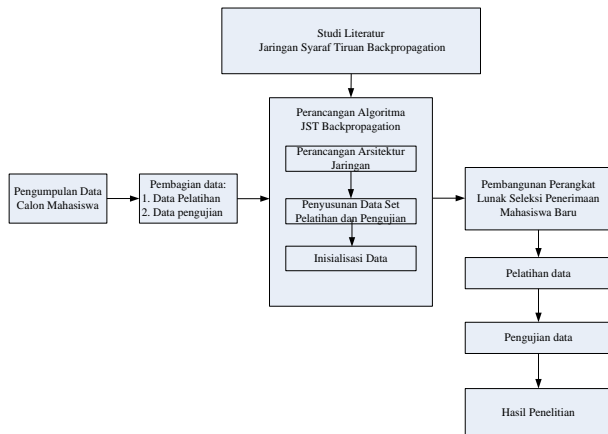 Studi Literatur
Jaringan Syaraf Tiruan Backpropagation
Perancangan Algoritma
JST Backpropagation
Perancangan Arsitektur
Jaringan
Penyusunan Data Set
Pelatihan dan Pengujian
Inisialisasi Data
Pengumpulan Data
Calon Mahasiswa
Pembagian data:
1. Data Pelatihan
2. Data pengujian
Pembangunan Perangkat
Lunak Seleksi Penerimaan
Mahasiswa Baru
Pelatihan data
Pengujian data
Hasil Penelitian